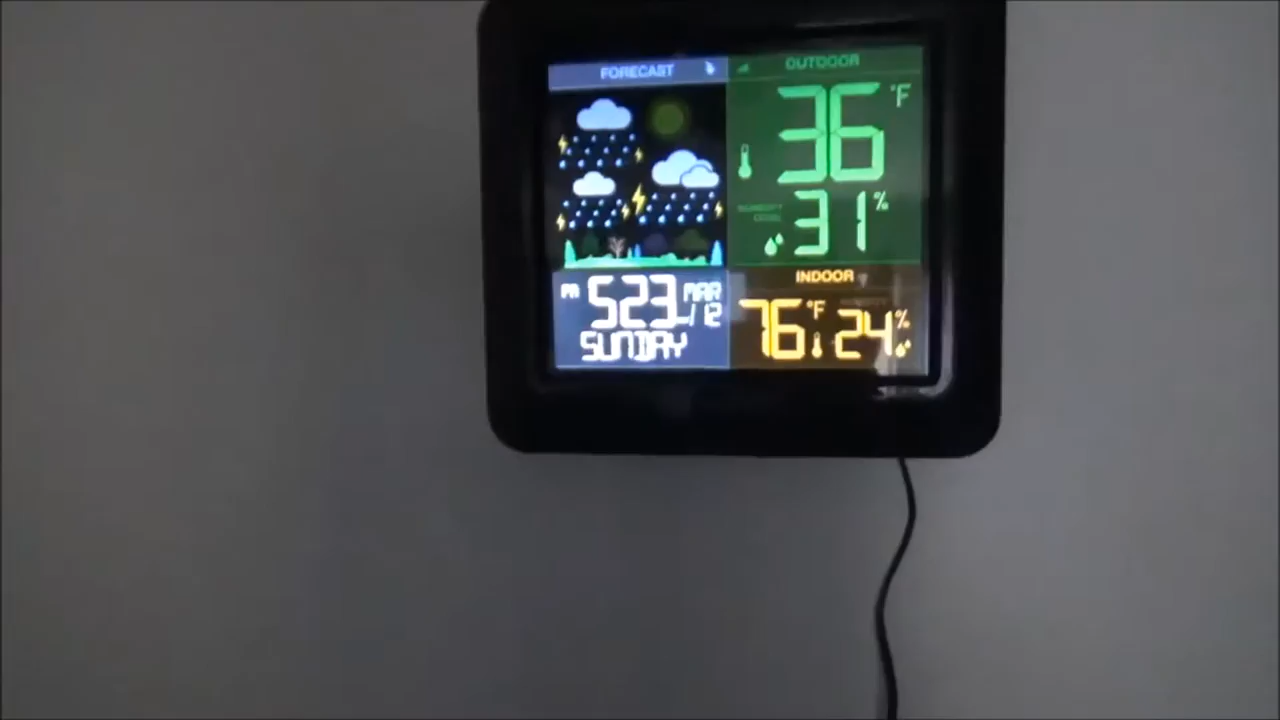 FORECAST
OUTDOOR
36 °F
31 %
PM 5:23 MAR
/12
SUNDAY
INDOOR
76 °F 24 %